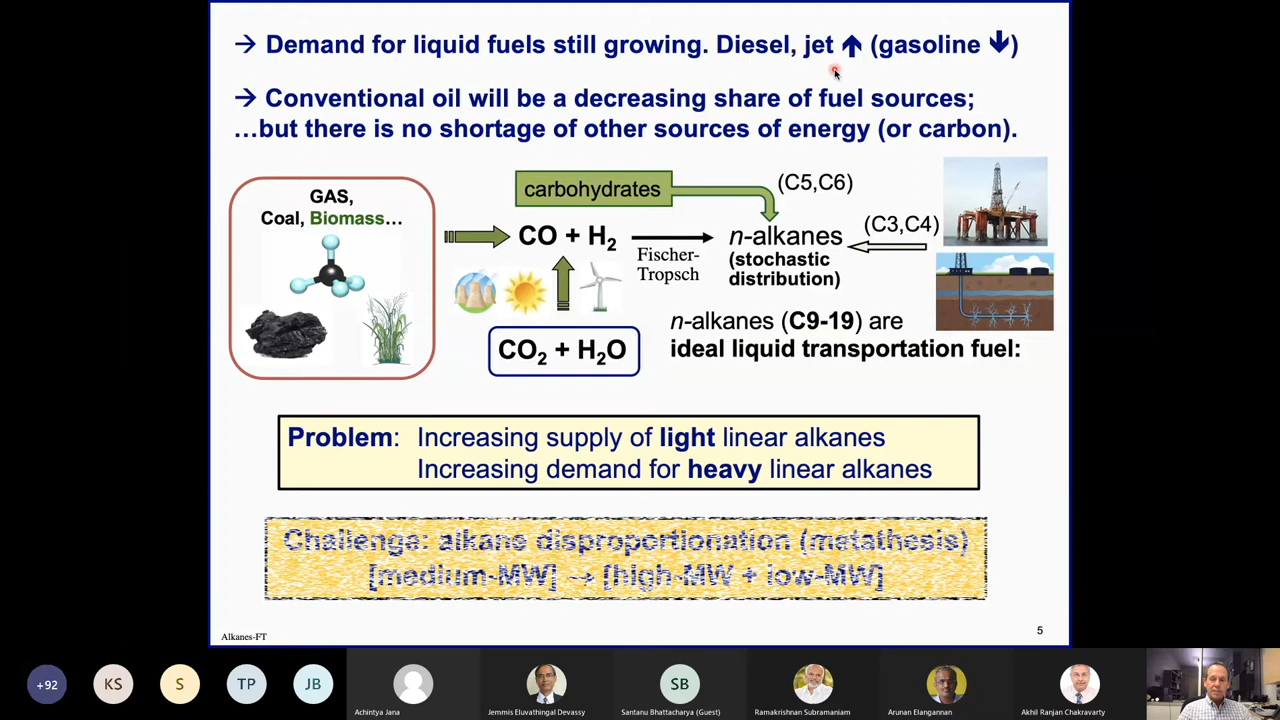 → Demand for liquid fuels still growing. Diesel, jet ↑ (gasoline ↓)
→ Conventional oil will be a decreasing share of fuel sources;
…but there is no shortage of other sources of energy (or carbon).
GAS,
Coal, Biomass…
carbohydrates
(C5,C6)
CO + H₂
Fischer-
Tropsch
n-alkanes
(stochastic
distribution)
(C3,C4)
CO₂ + H₂O
n-alkanes (C9-19) are
ideal liquid transportation fuel:
Problem: Increasing supply of light linear alkanes
Increasing demand for heavy linear alkanes
Challenge: alkane disproportionation (metathesis)
[medium-MW] → [high-MW + low-MW]
Alkanes-FT
5
+92
KS
S
TP
JB
SB
Achintya Jana
Jemmis Eluvathingal Devassy
Santanu Bhattacharya (Guest)
Ramakrishnan Subramaniam
Arunan Elangannan
Akhil Ranjan Chakravarty